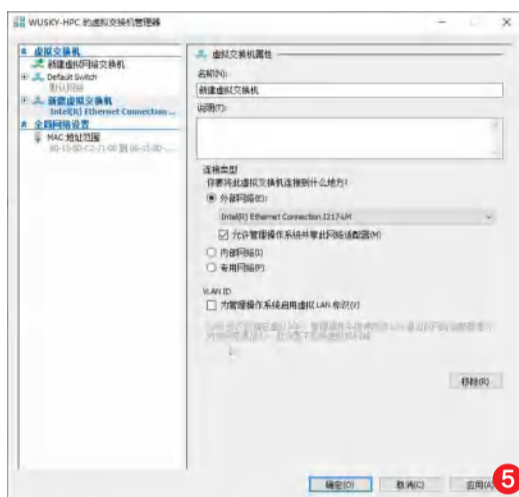 WUSKY-HPC 的虚拟交换机管理器
虚拟交换机
新建虚拟网络交换机
Default Switch
默认网络
新建虚拟交换机
Intel(R) Ethernet Connection ...
全局网络设置
MAC 地址范围
虚拟交换机属性
名称(N):
新建虚拟交换机
说明(T):
连接类型
你要将此虚拟交换机连接到什么地方?
外部网络(E):
Intel(R) Ethernet Connection I217-LM
允许管理操作系统共享此网络适配器(M)
内部网络(I)
专用网络(P)
VLAN ID
为管理操作系统启用虚拟 LAN 标识(V)
移除(R)
确定(O)
取消(C)
应用(A)
5